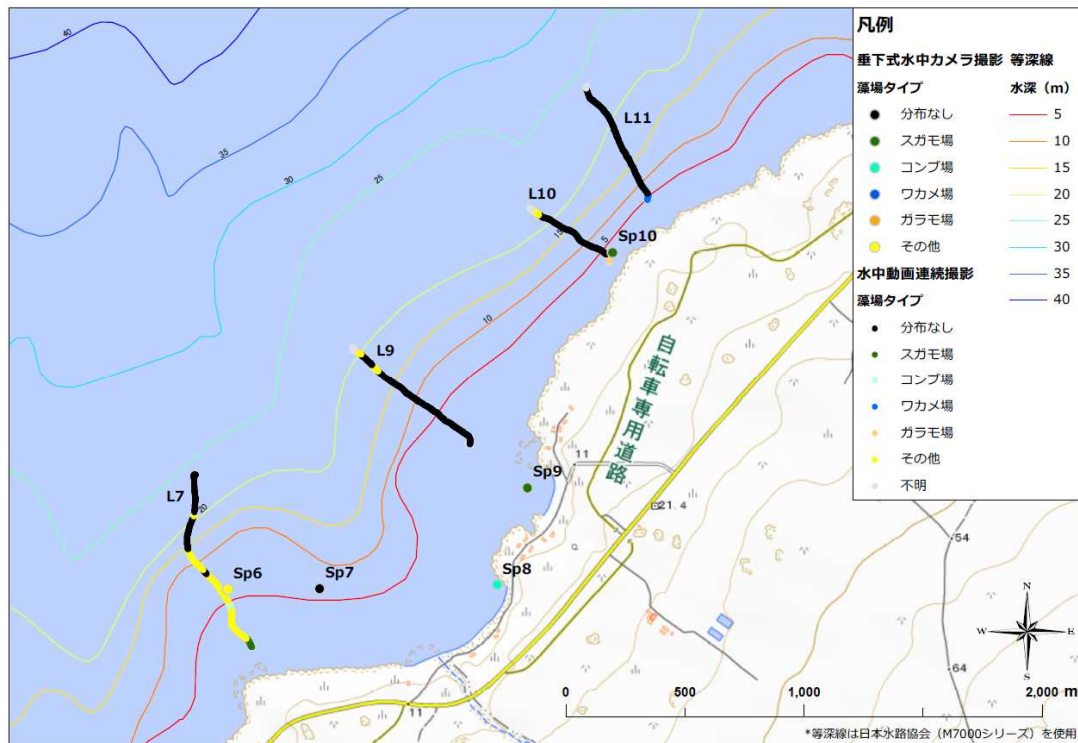 凡例
垂下式水中カメラ撮影 等深線
藻場タイプ 水深（m）
分布なし 5
スガモ場 10
コンブ場 15
ワカメ場 20
ガラモ場 25
その他 30
水中動画連続撮影 35
藻場タイプ 40
分布なし
スガモ場
コンブ場
ワカメ場
ガラモ場
その他
不明
40
35
30
25
L11
L10
15
5
Sp10
10
L9
自転車専用道路
11
Sp9
21.4
L7
20
Sp6
Sp7
Sp8
54
64
11
N
W E
S
0 500 1,000 2,000 m
*等深線は日本水路協会（M7000シリーズ）を使用